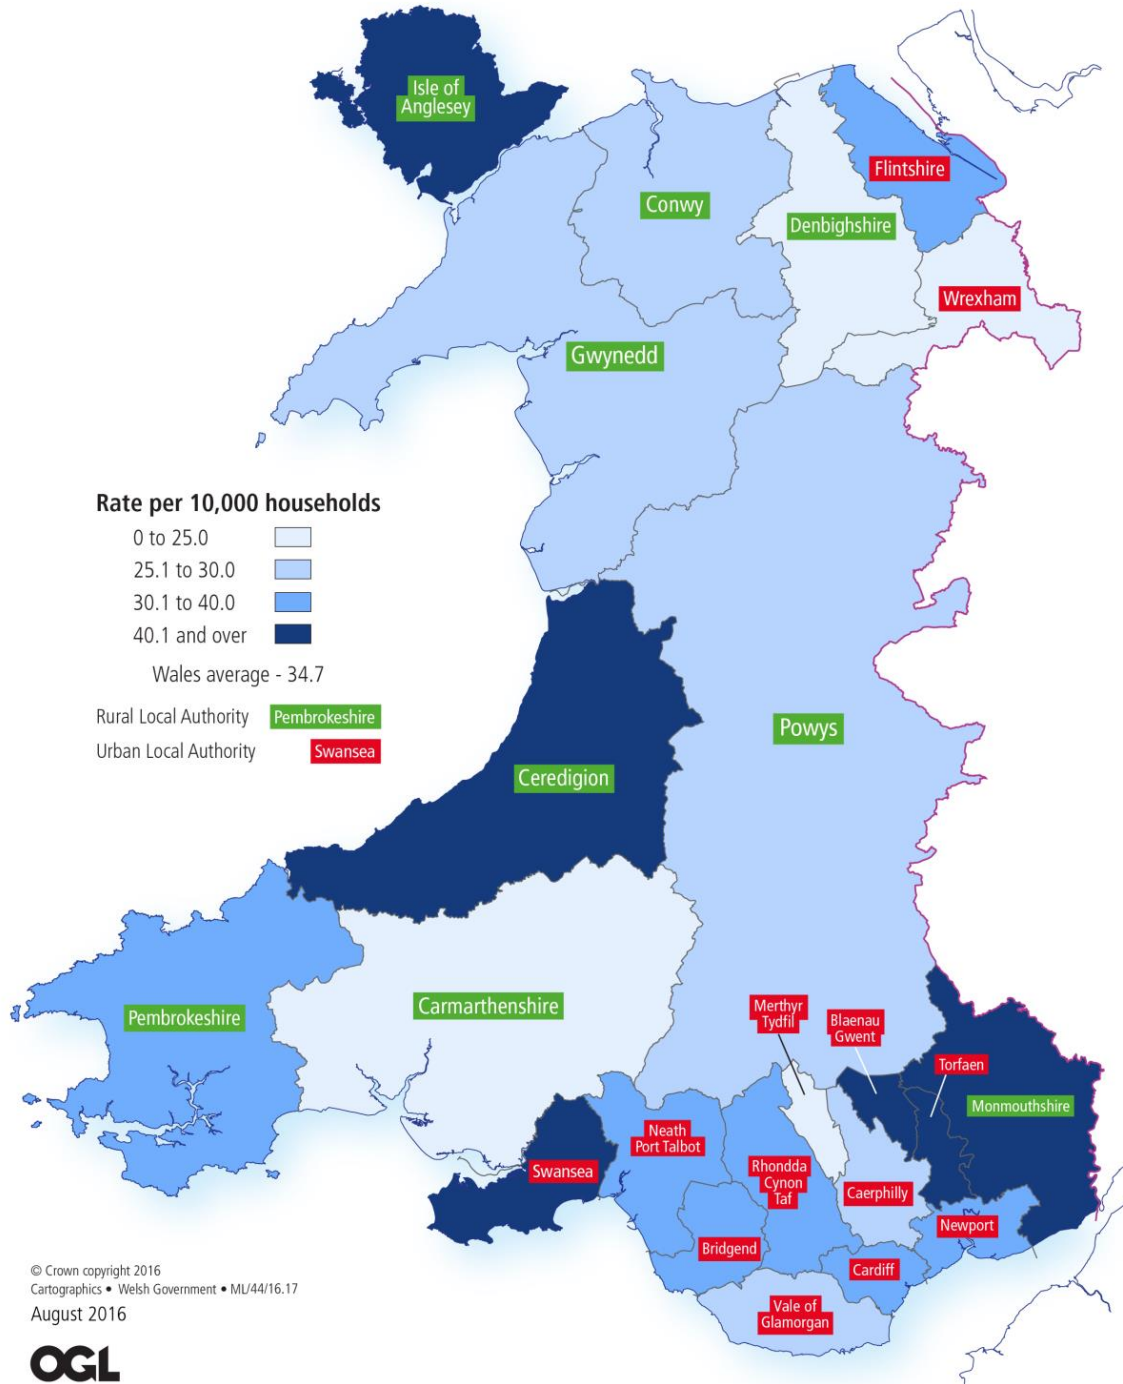 Isle of
Anglesey
Flintshire
Conwy
Denbighshire
Wrexham
Gwynedd
Rate per 10,000 households
0 to 25.0
25.1 to 30.0
30.1 to 40.0
40.1 and over
Wales average - 34.7
Rural Local Authority Pembrokeshire
Urban Local Authority Swansea
Powys
Ceredigion
Pembrokeshire
Carmarthenshire
Merthyr
Tydfil
Blaenau
Gwent
Torfaen
Monmouthshire
Neath
Port Talbot
Swansea
Rhondda
Cynon
Taf
Caerphilly
Newport
Bridgend
Cardiff
Vale of
Glamorgan
© Crown copyright 2016
Cartographics • Welsh Government • ML/44/16.17
August 2016
OGL